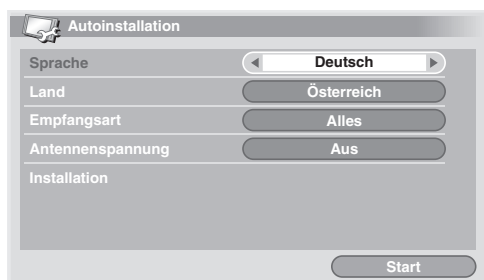 Autoinstallation
Sprache Deutsch
Land Österreich
Empfangsart Alles
Antennenspannung Aus
Installation
Start